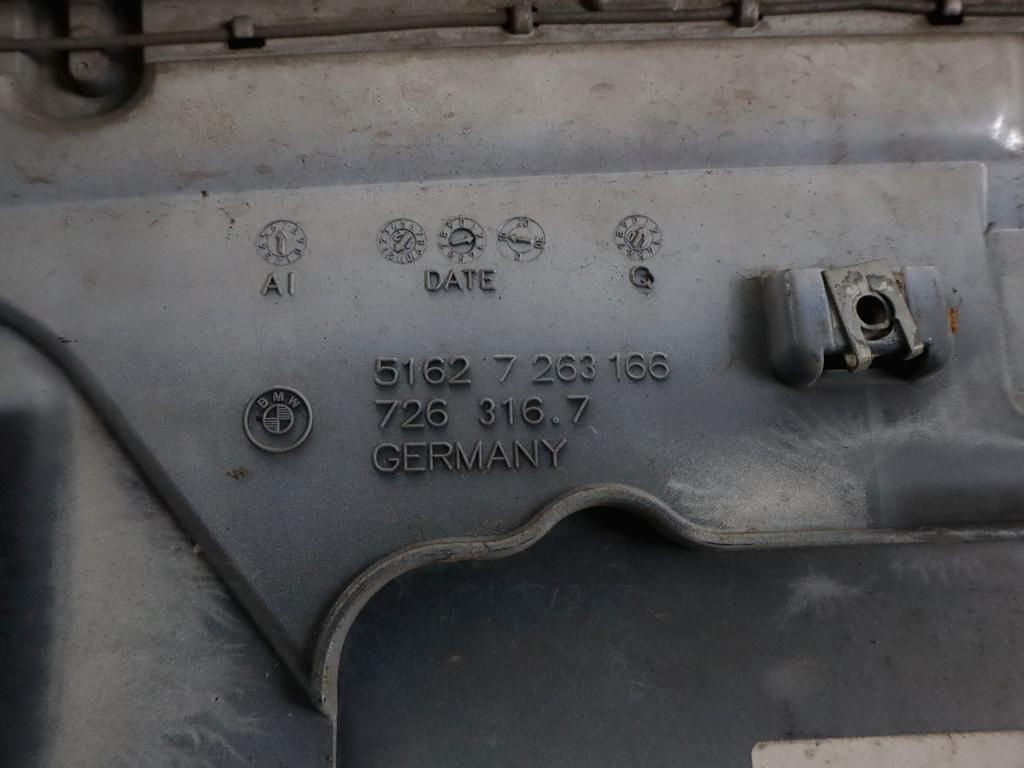 AI DATE Q
5162 7 263 166
BMW
726 316.7
GERMANY